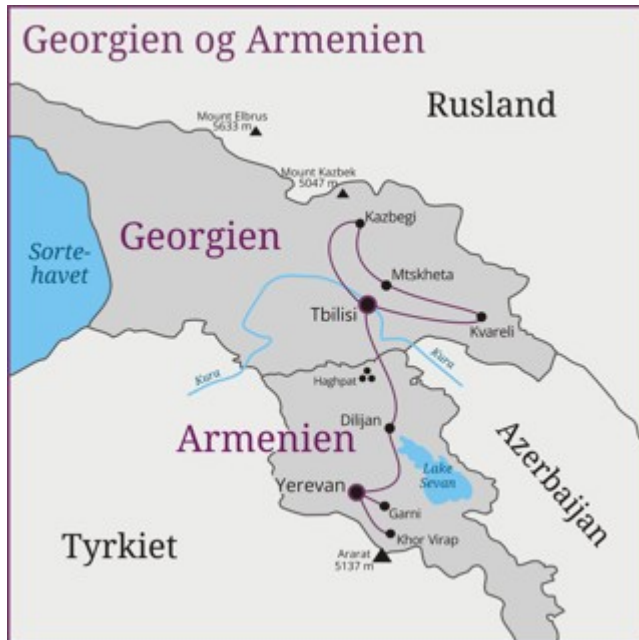 Georgien og Armenien
Rusland
Mount Elbrus
5633 m
Mount Kazbek
5047 m
Kazbegi
Georgien
Sorte-
havet
Mtskheta
Tbilisi
Kvareli
Kura
Kura
Haghpat
Dilijan
Armenien
Azerbaijan
Lake
Sevan
Yerevan
Garni
Khor Virap
Tyrkiet
Ararat
5137 m